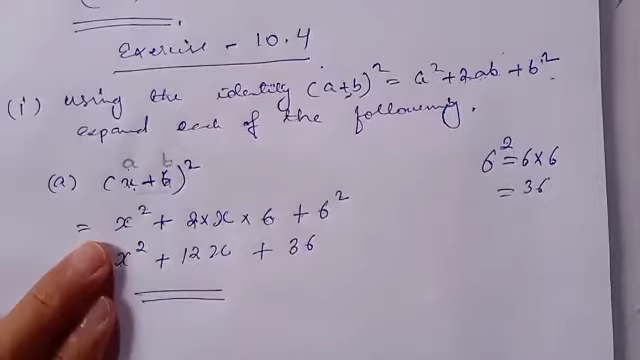 Exercise - 10.4
(i) using the identity (a+b)² = a² + 2ab + b²
expand each of the following.
a b
(a) (x + 6)²
= x² + 2 × x × 6 + 6²
x² + 12x + 36
6² = 6 × 6
= 36